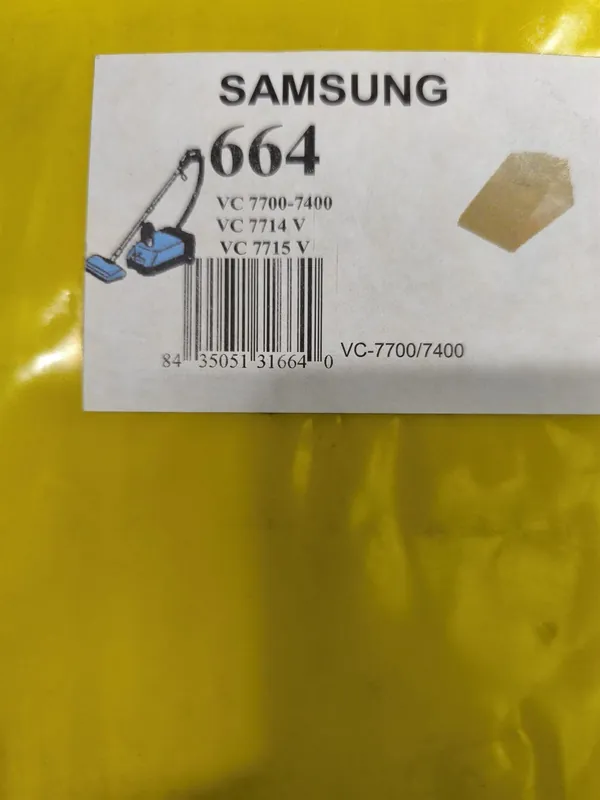 SAMSUNG
664
VC 7700-7400
VC 7714 V
VC 7715 V
84 35051 31664 0
VC-7700/7400